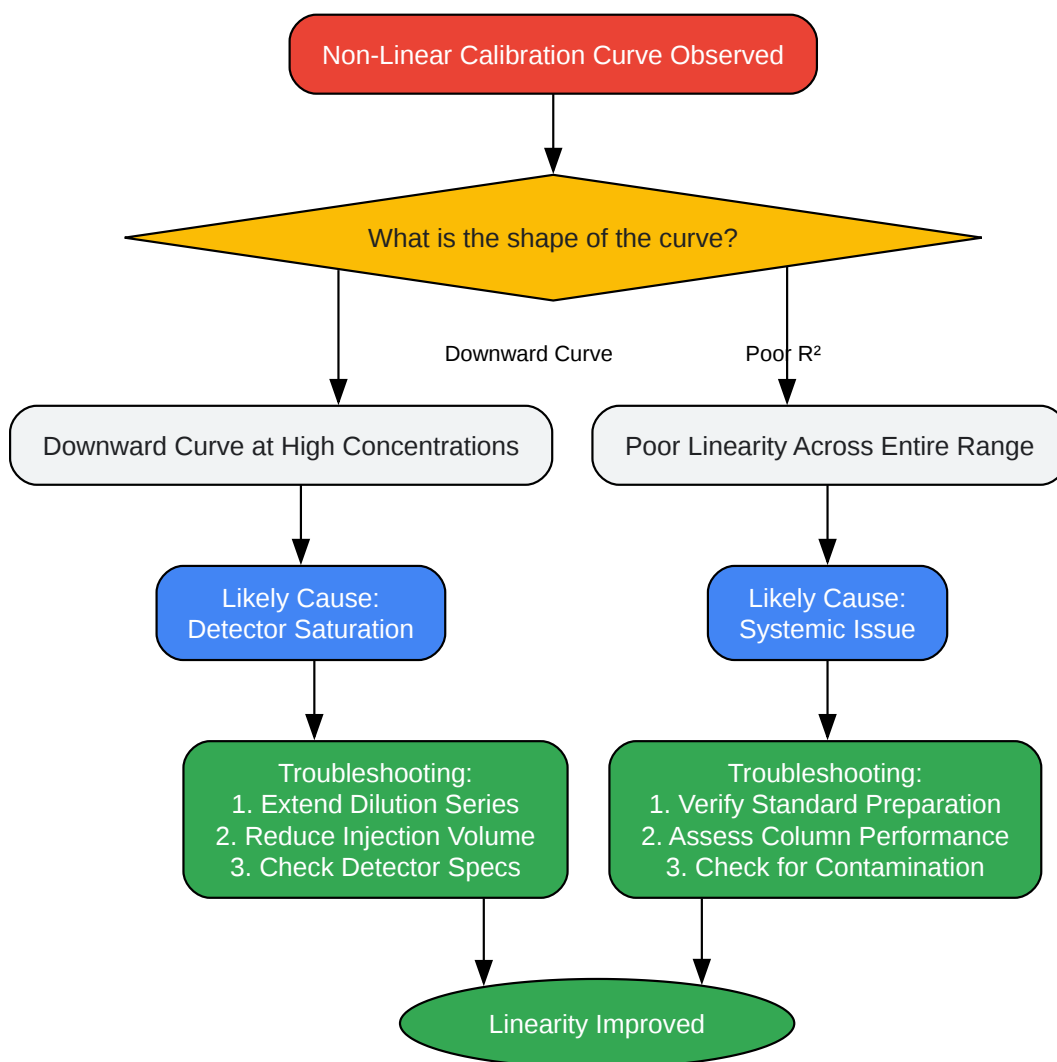 Non-Linear Calibration Curve Observed
What is the shape of the curve?
Downward Curve
Poor R²
Downward Curve at High Concentrations
Poor Linearity Across Entire Range
Likely Cause:
Detector Saturation
Likely Cause:
Systemic Issue
Troubleshooting:
1. Extend Dilution Series
2. Reduce Injection Volume
3. Check Detector Specs
Troubleshooting:
1. Verify Standard Preparation
2. Assess Column Performance
3. Check for Contamination
Linearity Improved